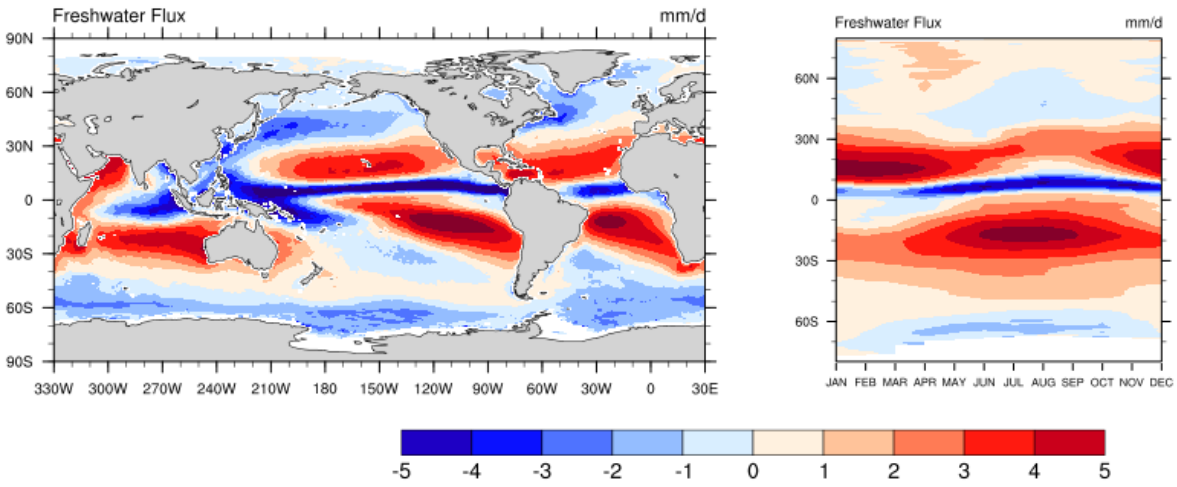 Freshwater Flux mm/d
90N
60N
30N
0
30S
60S
90S
330W 300W 270W 240W 210W 180 150W 120W 90W 60W 30W 0 30E
Freshwater Flux mm/d
60N
30N
0
30S
60S
JAN FEB MAR APR MAY JUN JUL AUG SEP OCT NOV DEC
-5 -4 -3 -2 -1 0 1 2 3 4 5